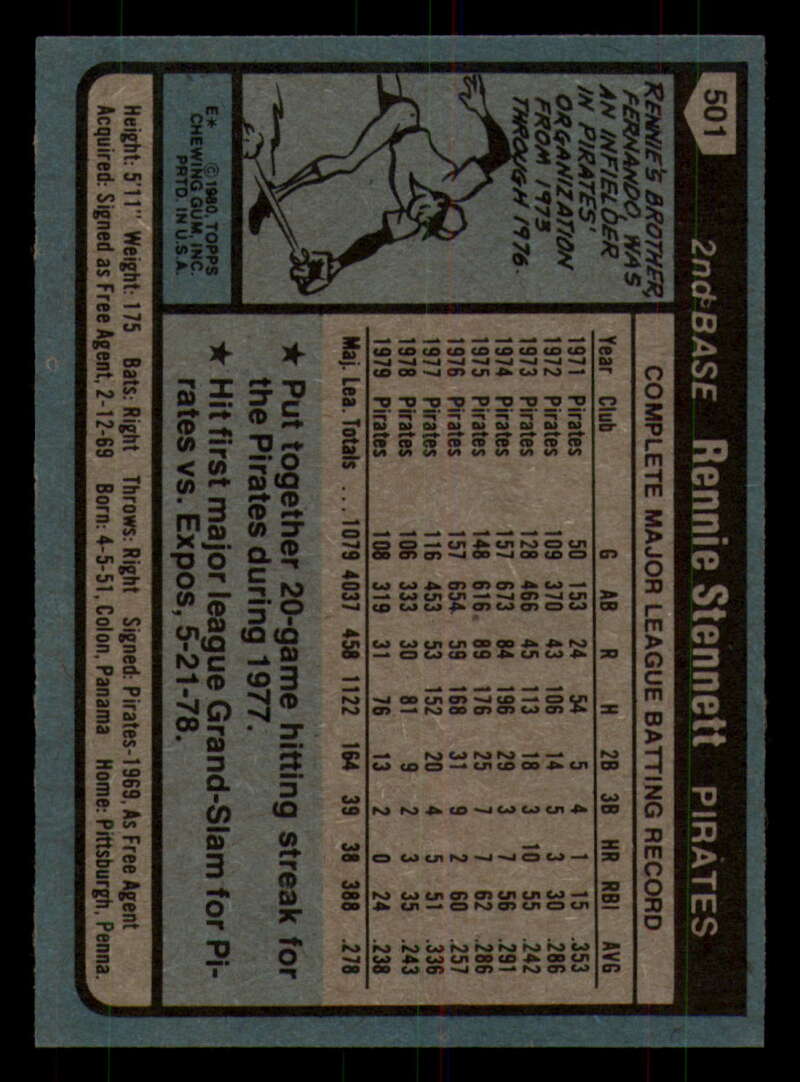 501
2nd BASE Rennie Stennett PIRATES
RENNIE'S BROTHER,
FERNANDO, WAS
AN INFIELDER
IN PIRATES'
ORGANIZATION
FROM 1973
THROUGH 1976.
E* © 1980, TOPPS
CHEWING GUM, INC.
PRTD. IN U.S.A.
COMPLETE MAJOR LEAGUE BATTING RECORD
Year Club G AB R H 2B 3B HR RBI AVG
1971 Pirates 50 153 24 54 5 4 1 15 .353
1972 Pirates 109 370 43 106 14 5 3 30 .286
1973 Pirates 128 466 45 113 18 3 10 55 .242
1974 Pirates 157 673 84 196 29 3 7 56 .291
1975 Pirates 148 616 89 176 25 7 7 62 .286
1976 Pirates 157 654 59 168 31 9 2 60 .257
1977 Pirates 116 453 53 152 20 4 5 51 .336
1978 Pirates 106 333 30 81 9 2 3 35 .243
1979 Pirates 108 319 31 76 13 2 0 24 .238
Maj. Lea. Totals ... 1079 4037 458 1122 164 39 38 388 .278
★ Put together 20-game hitting streak for
the Pirates during 1977.
★ Hit first major league Grand-Slam for Pi-
rates vs. Expos, 5-21-78.
Height: 5'11" Weight: 175 Bats: Right Throws: Right Signed: Pirates-1969, As Free Agent
Acquired: Signed as Free Agent, 2-12-69 Born: 4-5-51, Colon, Panama Home: Pittsburgh, Penna.